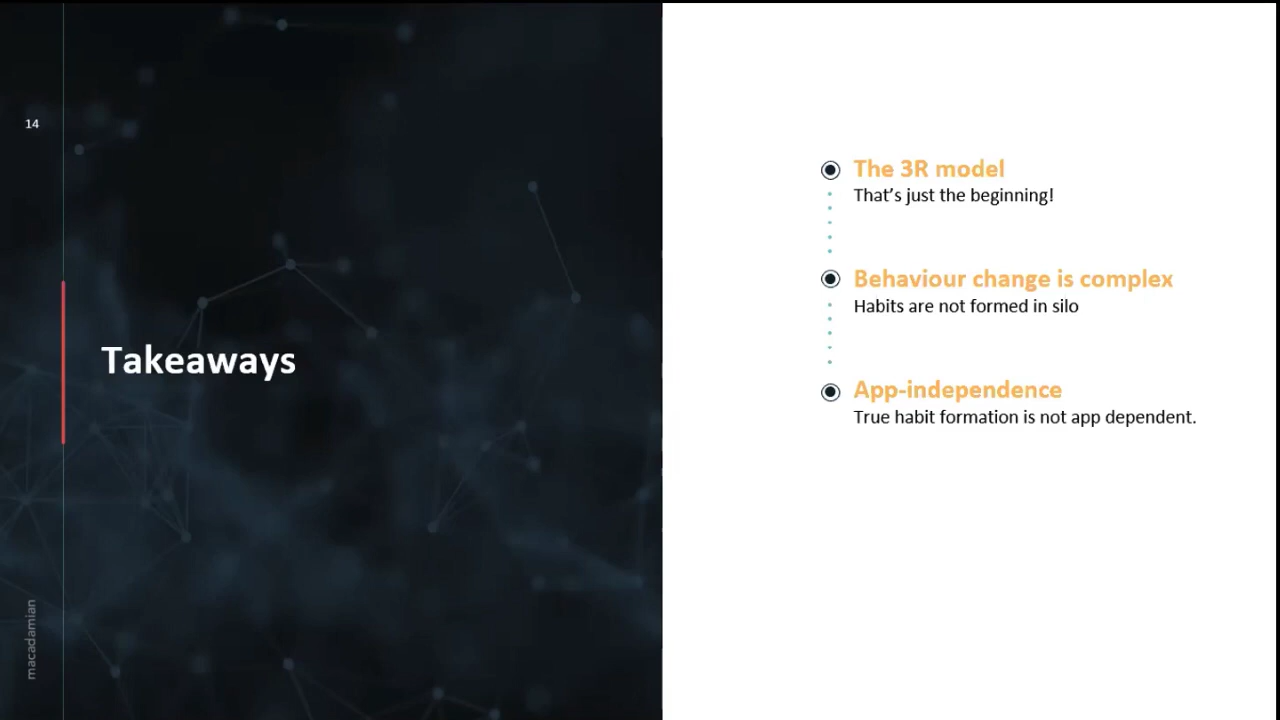 14
Takeaways
macadamian
The 3R model
That’s just the beginning!
Behaviour change is complex
Habits are not formed in silo
App-independence
True habit formation is not app dependent.